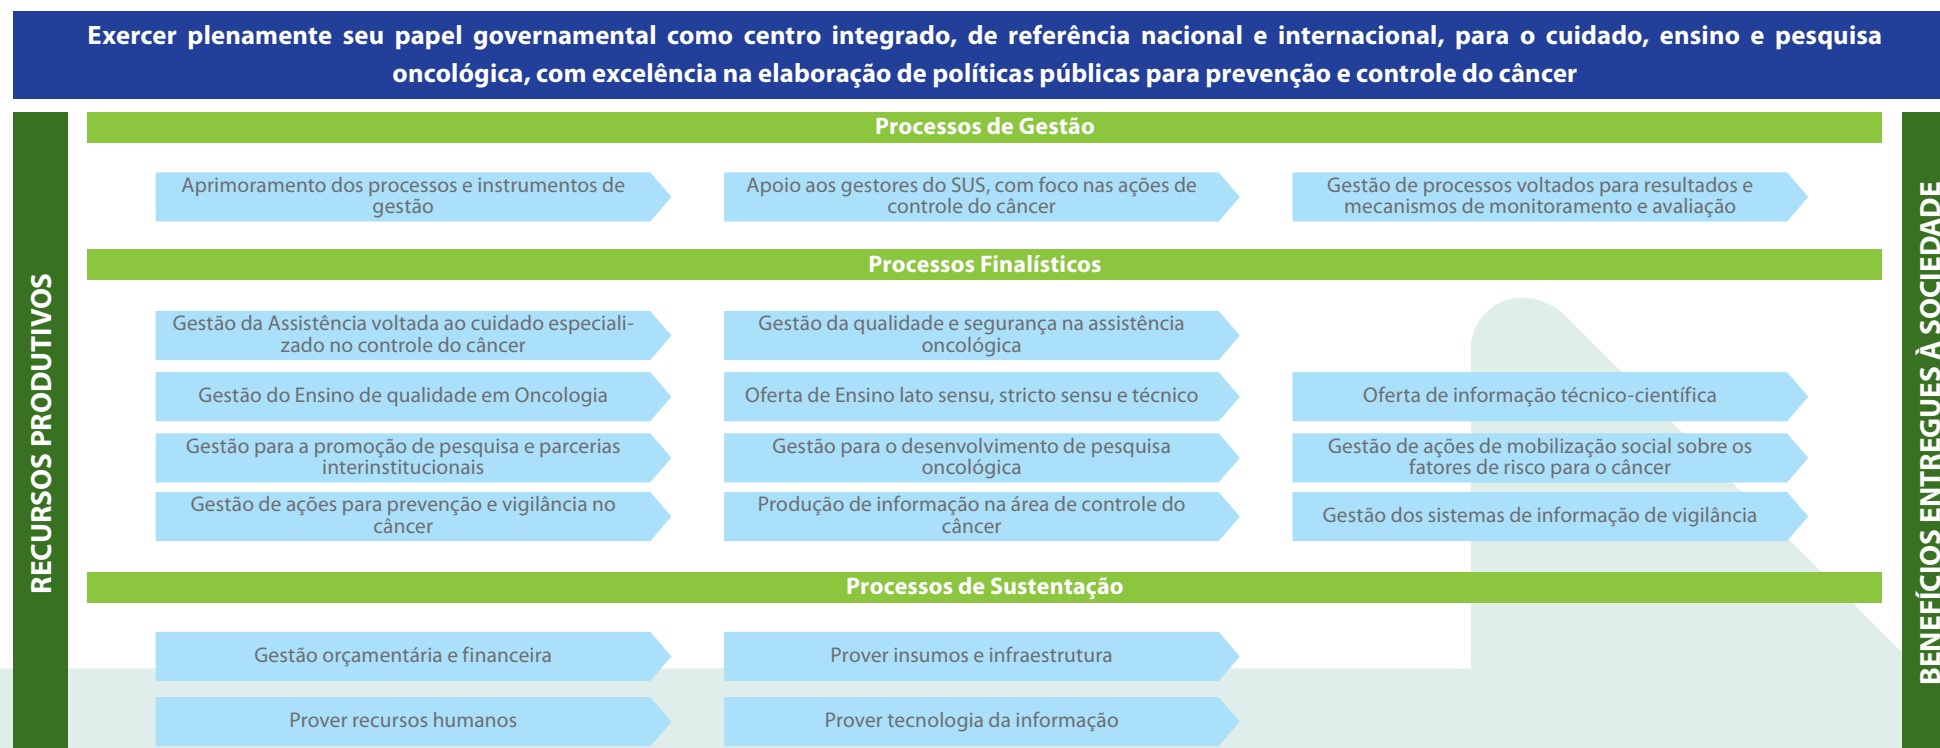 Exercer plenamente seu papel governamental como centro integrado, de referência nacional e internacional, para o cuidado, ensino e pesquisa
oncológica, com excelência na elaboração de políticas públicas para prevenção e controle do câncer
RECURSOS PRODUTIVOS
Processos de Gestão
Aprimoramento dos processos e instrumentos de
gestão
Apoio aos gestores do SUS, com foco nas ações de
controle do câncer
Gestão de processos voltados para resultados e
mecanismos de monitoramento e avaliação
Processos Finalísticos
Gestão da Assistência voltada ao cuidado especiali-
zado no controle do câncer
Gestão da qualidade e segurança na assistência
oncológica
Gestão do Ensino de qualidade em Oncologia
Oferta de Ensino lato sensu, stricto sensu e técnico
Oferta de informação técnico-científica
Gestão para a promoção de pesquisa e parcerias
interinstitucionais
Gestão para o desenvolvimento de pesquisa
oncológica
Gestão de ações de mobilização social sobre os
fatores de risco para o câncer
Gestão de ações para prevenção e vigilância no
câncer
Produção de informação na área de controle do
câncer
Gestão dos sistemas de informação de vigilância
Processos de Sustentação
Gestão orçamentária e financeira
Prover insumos e infraestrutura
Prover recursos humanos
Prover tecnologia da informação
BENEFÍCIOS ENTREGUES À SOCIEDADE